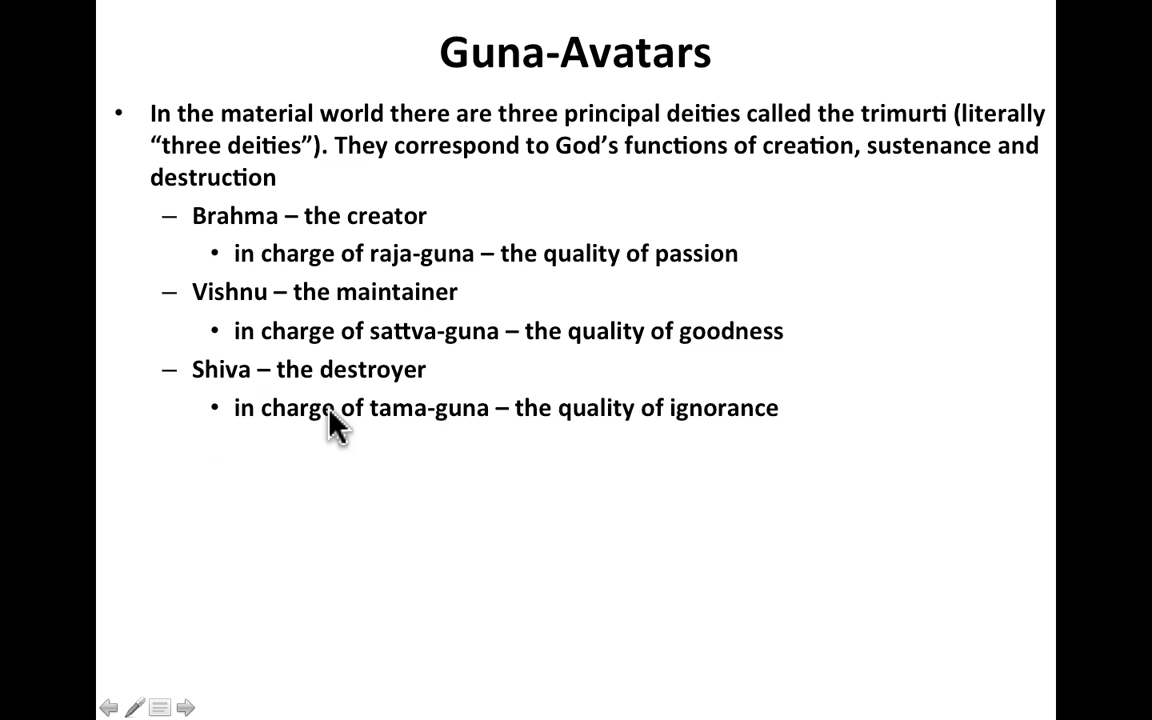 Guna-Avatars
• In the material world there are three principal deities called the trimurti (literally
“three deities”). They correspond to God’s functions of creation, sustenance and
destruction
– Brahma – the creator
• in charge of raja-guna – the quality of passion
– Vishnu – the maintainer
• in charge of sattva-guna – the quality of goodness
– Shiva – the destroyer
• in charge of tama-guna – the quality of ignorance